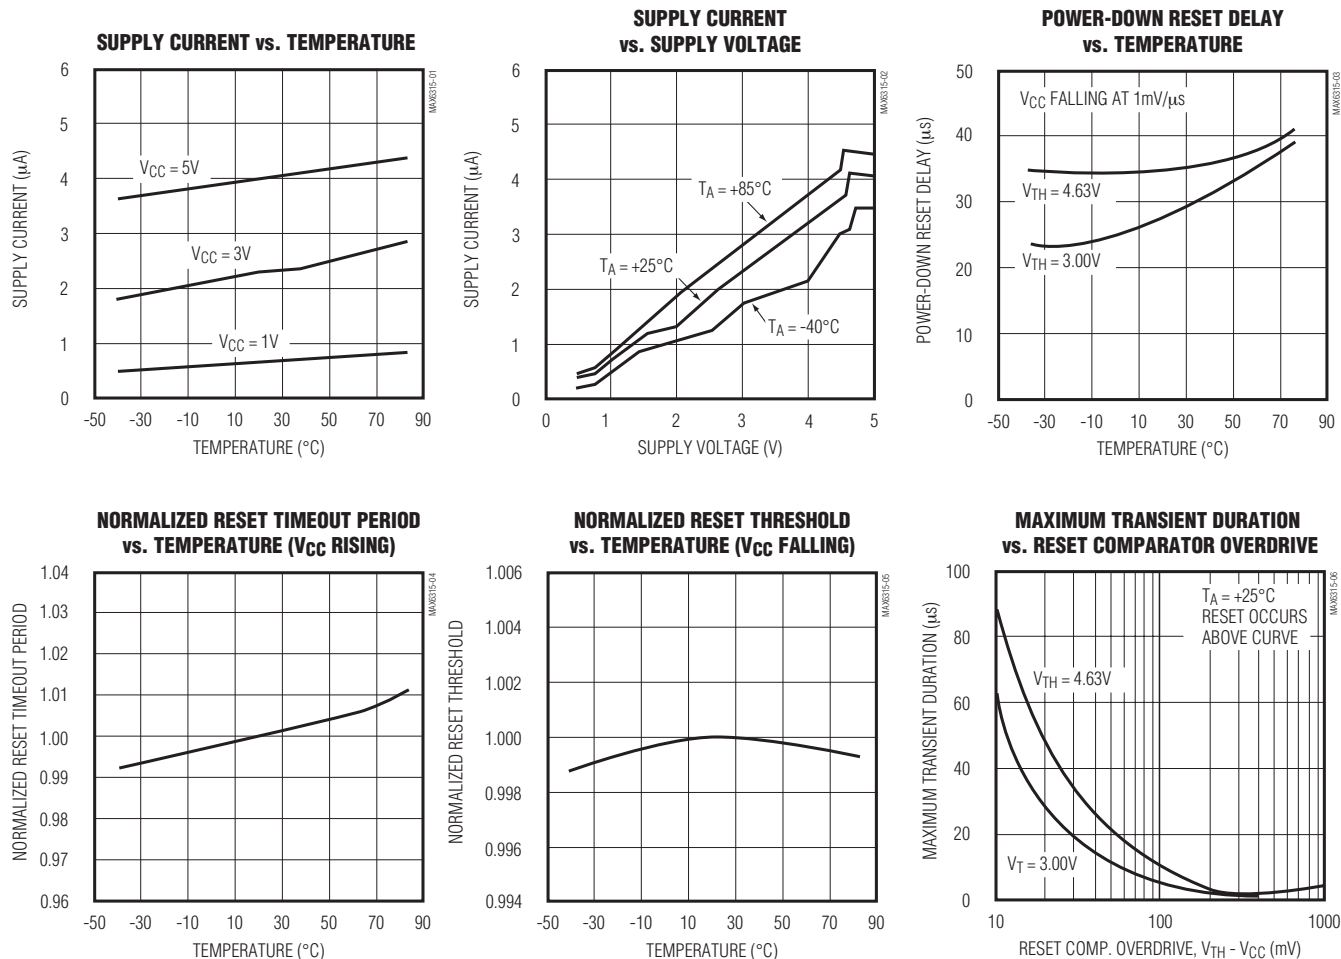 SUPPLY CURRENT vs. TEMPERATURE
MAX6315-01
SUPPLY CURRENT (µA)
6
5
4
3
2
1
0
VCC = 5V
VCC = 3V
VCC = 1V
-50 -30 -10 10 30 50 70 90
TEMPERATURE (°C)
SUPPLY CURRENT
vs. SUPPLY VOLTAGE
MAX6315-02
SUPPLY CURRENT (µA)
6
5
4
3
2
1
0
TA = +85°C
TA = +25°C
TA = -40°C
0 1 2 3 4 5
SUPPLY VOLTAGE (V)
POWER-DOWN RESET DELAY
vs. TEMPERATURE
MAX6315-03
POWER-DOWN RESET DELAY (µs)
50
40
30
20
10
0
VCC FALLING AT 1mV/µs
VTH = 4.63V
VTH = 3.00V
-50 -30 -10 10 30 50 70 90
TEMPERATURE (°C)
NORMALIZED RESET TIMEOUT PERIOD
vs. TEMPERATURE (VCC RISING)
MAX6315-04
NORMALIZED RESET TIMEOUT PERIOD
1.04
1.03
1.02
1.01
1.00
0.99
0.98
0.97
0.96
-50 -30 -10 10 30 50 70 90
TEMPERATURE (°C)
NORMALIZED RESET THRESHOLD
vs. TEMPERATURE (VCC FALLING)
MAX6315-05
NORMALIZED RESET THRESHOLD
1.006
1.004
1.002
1.000
0.998
0.996
0.994
-50 -30 -10 10 30 50 70 90
TEMPERATURE (°C)
MAXIMUM TRANSIENT DURATION
vs. RESET COMPARATOR OVERDRIVE
MAX6315-06
MAXIMUM TRANSIENT DURATION (µs)
100
80
60
40
20
0
TA = +25°C
RESET OCCURS
ABOVE CURVE
VTH = 4.63V
VT = 3.00V
10 100 1000
RESET COMP. OVERDRIVE, VTH - VCC (mV)